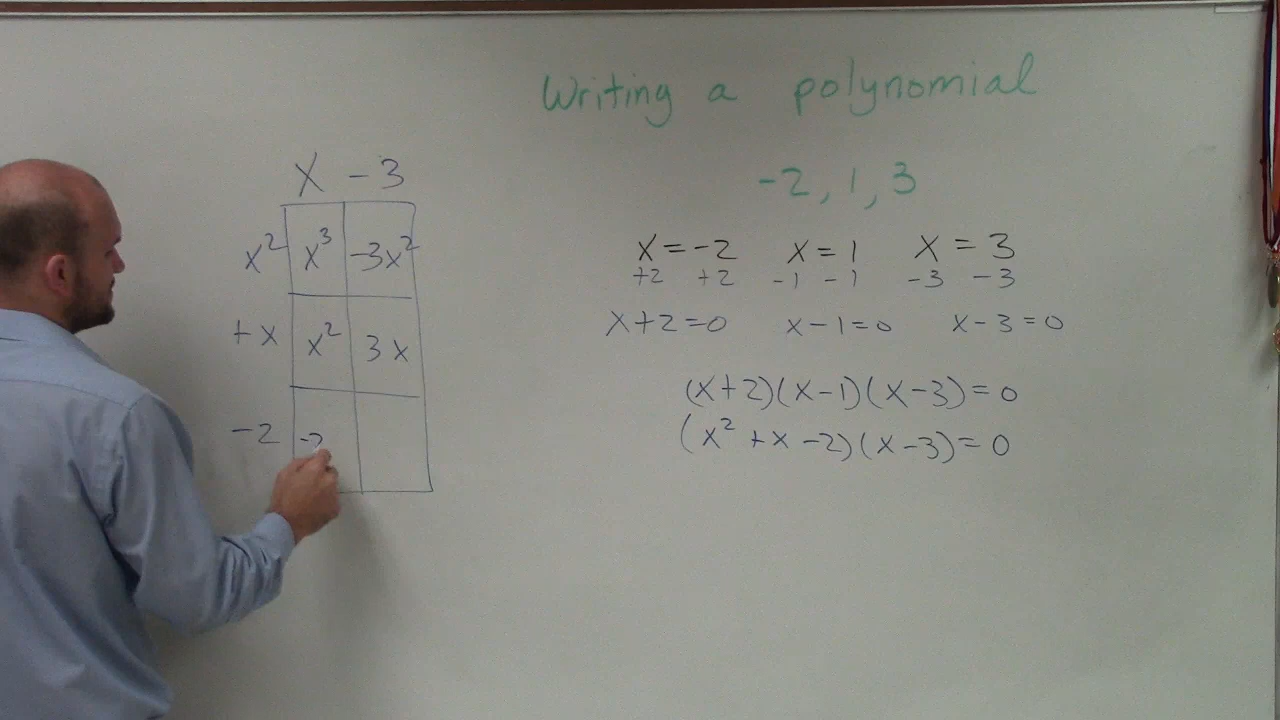 Writing a polynomial
-2, 1, 3
x - 3
x² x³ -3x²
+x x² 3x
-2 -2
x=-2 x=1 x=3
+2 +2 -1 -1 -3 -3
x+2=0 x-1=0 x-3=0
(x+2)(x-1)(x-3)=0
(x²+x-2)(x-3)=0